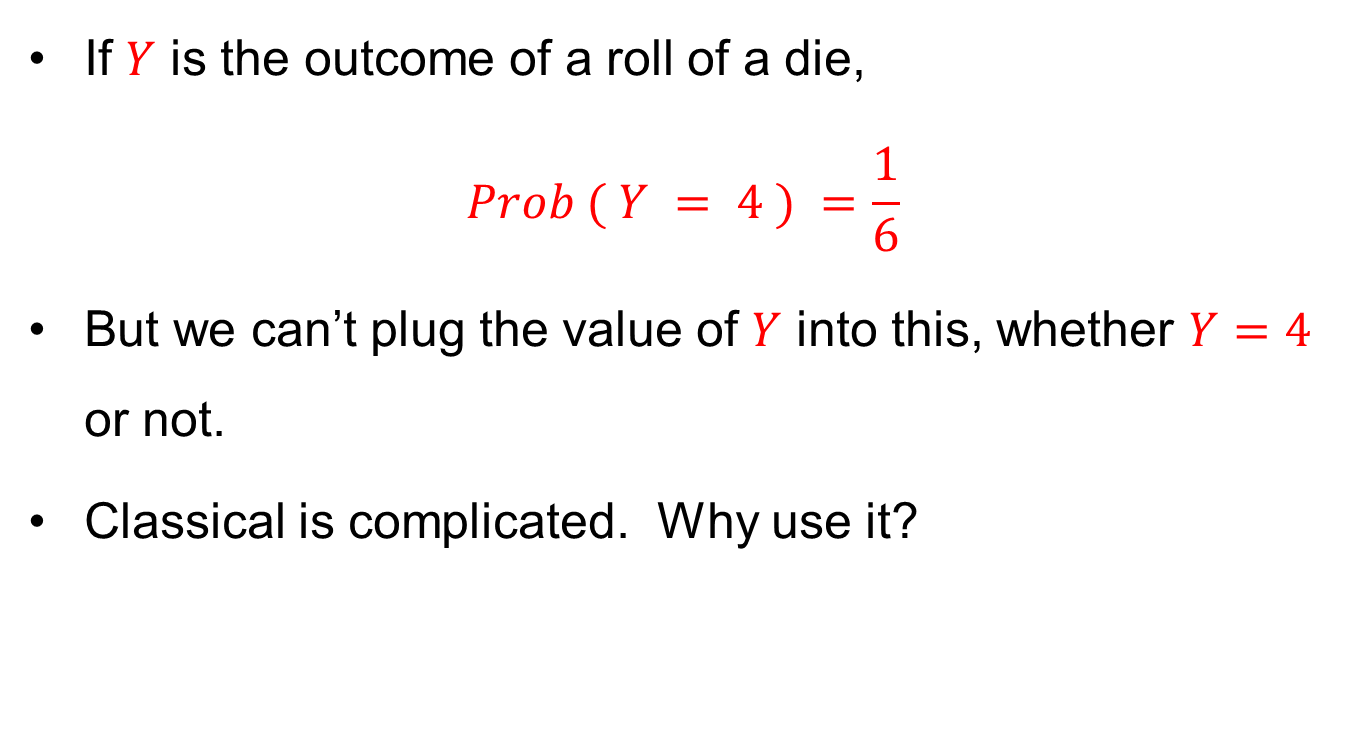 • If Y is the outcome of a roll of a die,
Prob ( Y = 4 ) = 1/6
• But we can’t plug the value of Y into this, whether Y = 4
or not.
• Classical is complicated.  Why use it?